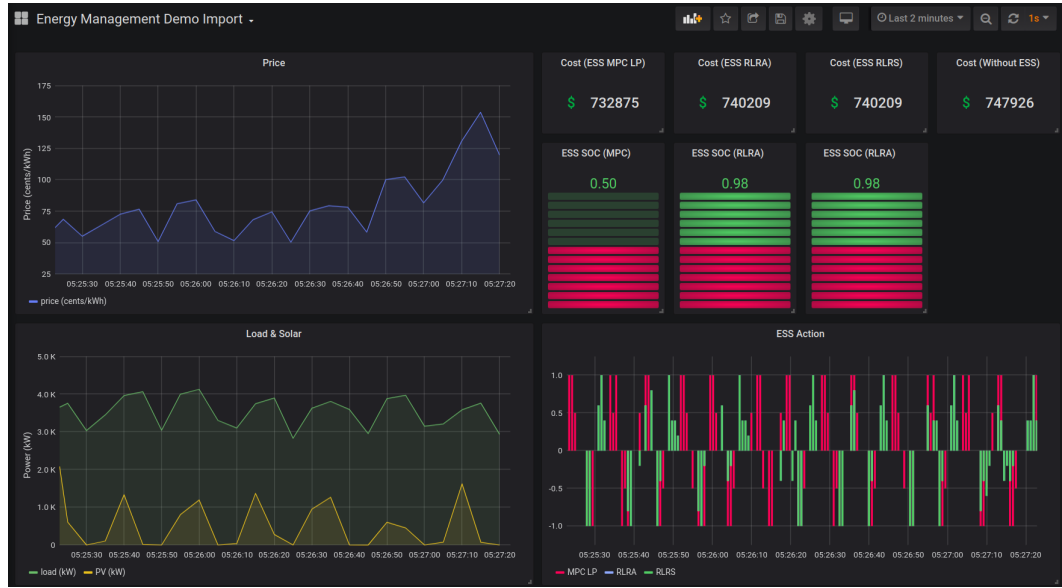 Energy Management Demo Import
Last 2 minutes
1s
Price
175
150
125
100
75
50
25
Price (cents/kWh)
05:25:30 05:25:40 05:25:50 05:26:00 05:26:10 05:26:20 05:26:30 05:26:40 05:26:50 05:27:00 05:27:10 05:27:20
price (cents/kWh)
Cost (ESS MPC LP)
$ 732875
Cost (ESS RLRA)
$ 740209
Cost (ESS RLRS)
$ 740209
Cost (Without ESS)
$ 747926
ESS SOC (MPC)
0.50
ESS SOC (RLRA)
0.98
ESS SOC (RLRA)
0.98
Load & Solar
5.0 K
4.0 K
3.0 K
2.0 K
1.0 K
0
Power (kW)
05:25:30 05:25:40 05:25:50 05:26:00 05:26:10 05:26:20 05:26:30 05:26:40 05:26:50 05:27:00 05:27:10 05:27:20
load (kW) PV (kW)
ESS Action
1.0
0.5
0
-0.5
-1.0
05:25:30 05:25:40 05:25:50 05:26:00 05:26:10 05:26:20 05:26:30 05:26:40 05:26:50 05:27:00 05:27:10 05:27:20
MPC LP RLRA RLRS